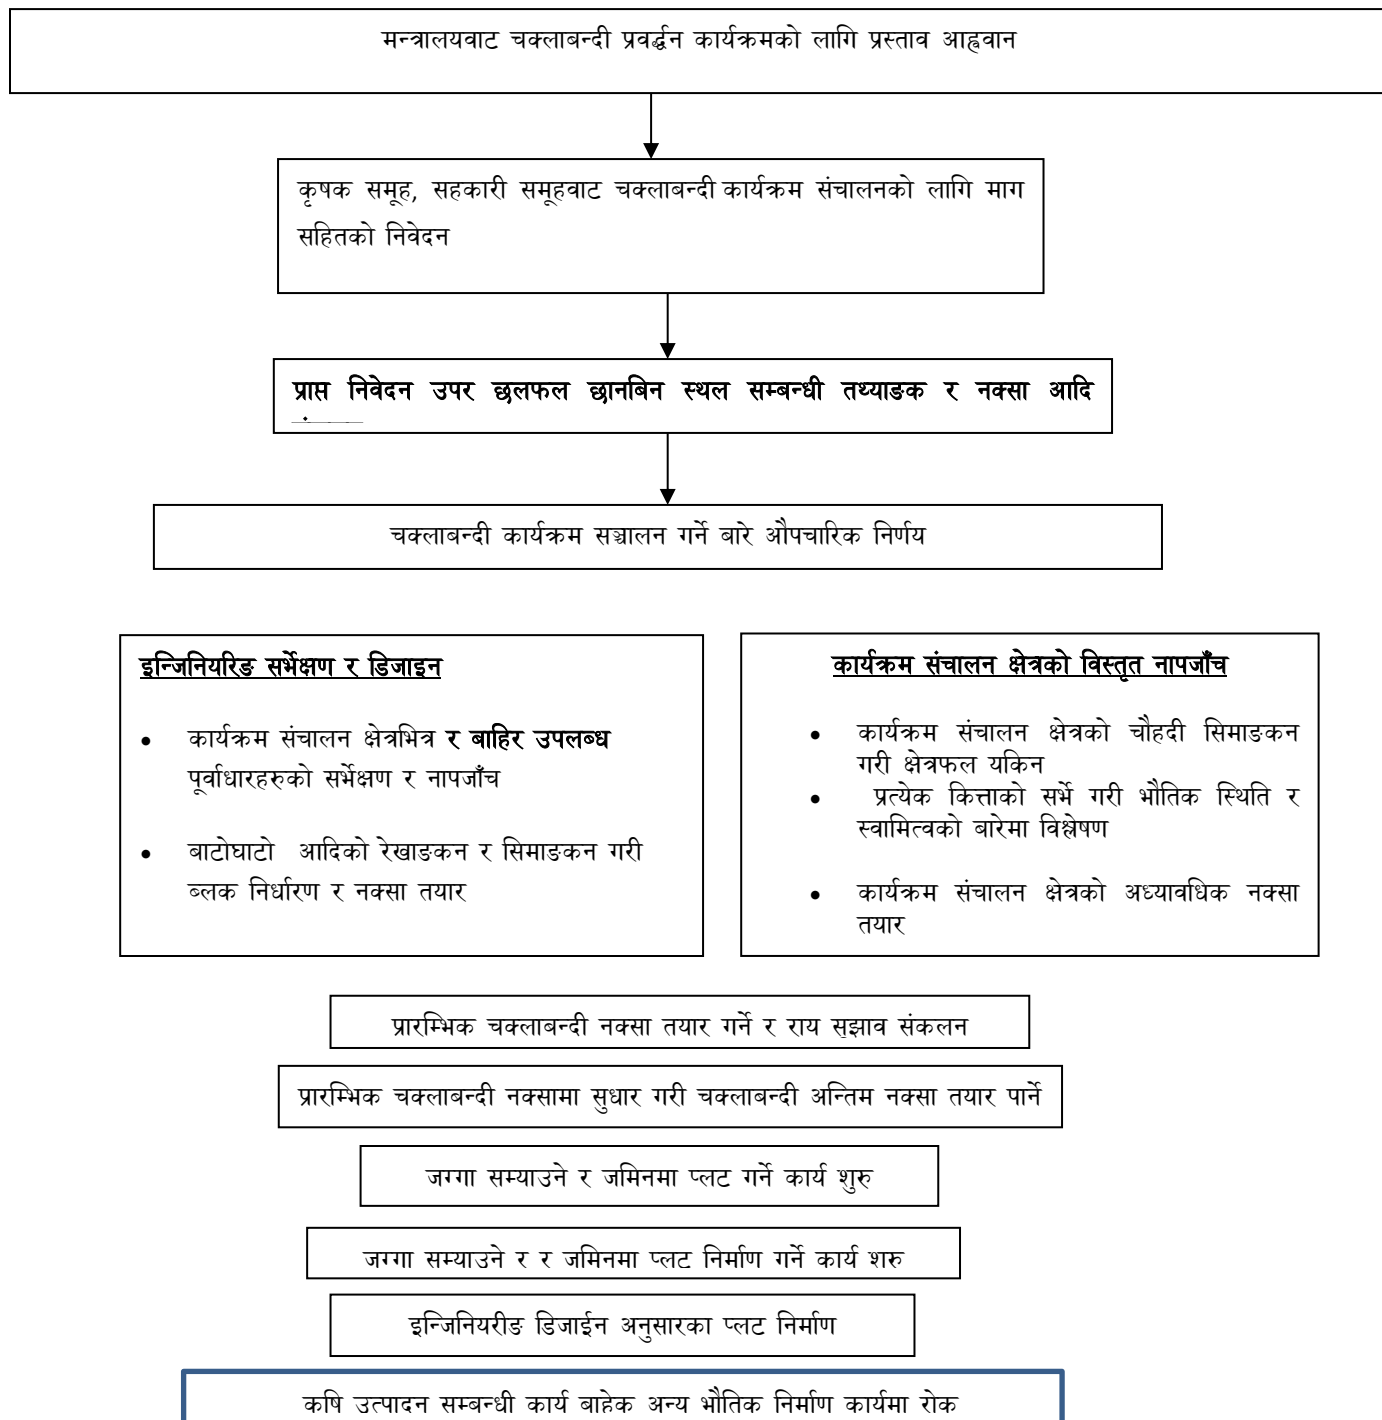 मन्त्रालयवाट चक्लाबन्दी प्रवर्द्धन कार्यक्रमको लागि प्रस्ताव आह्ववान
कृषक समूह, सहकारी समूहवाट चक्लाबन्दी कार्यक्रम संचालनको लागि माग
सहितको निवेदन
प्राप्त निवेदन उपर छलफल छानबिन स्थल सम्बन्धी तथ्याङक र नक्सा आदि
चक्लाबन्दी कार्यक्रम सञ्चालन गर्ने बारे औपचारिक निर्णय
इन्जिनियरिङ सर्भेक्षण र डिजाइन
• कार्यक्रम संचालन क्षेत्रभित्र र बाहिर उपलब्ध
पूर्वाधारहरुको सर्भेक्षण र नापजाँच
• बाटोघाटो आदिको रेखाङकन र सिमाङकन गरी
ब्लक निर्धारण र नक्सा तयार
कार्यक्रम संचालन क्षेत्रको विस्तृत नापजाँच
• कार्यक्रम संचालन क्षेत्रको चौहदी सिमाङकन
गरी क्षेत्रफल यकिन
• प्रत्येक कित्ताको सर्भे गरी भौतिक स्थिति र
स्वामित्वको बारेमा विश्लेषण
• कार्यक्रम संचालन क्षेत्रको अध्यावधिक नक्सा
तयार
प्रारम्भिक चक्लाबन्दी नक्सा तयार गर्ने र राय सुझाव संकलन
प्रारम्भिक चक्लाबन्दी नक्सामा सुधार गरी चक्लाबन्दी अन्तिम नक्सा तयार पार्ने
जग्गा सम्याउने र जमिनमा प्लट गर्ने कार्य शुरु
जग्गा सम्याउने र र जमिनमा प्लट निर्माण गर्ने कार्य शरु
इन्जिनियरीङ डिजाईन अनुसारका प्लट निर्माण
कषि उत्पादन सम्बन्धी कार्य बाहेक अन्य भौतिक निर्माण कार्यमा रोक